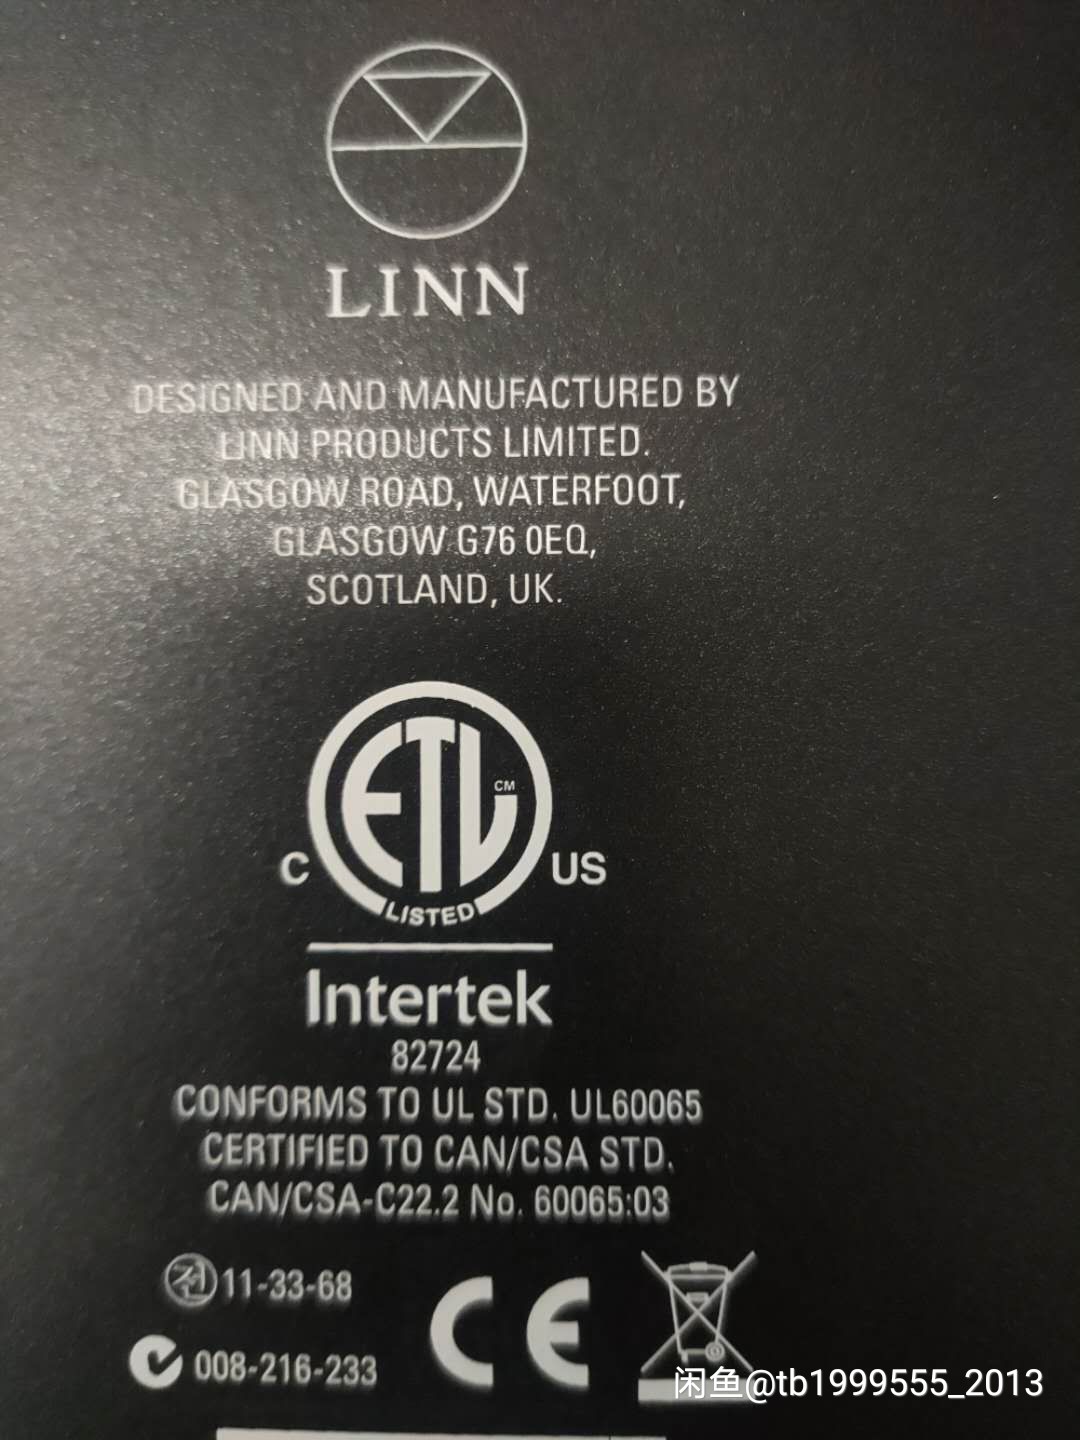 LINN
DESIGNED AND MANUFACTURED BY
LINN PRODUCTS LIMITED.
GLASGOW ROAD, WATERFOOT,
GLASGOW G76 0EQ,
SCOTLAND, UK.
ETL CM
C US
LISTED
Intertek
82724
CONFORMS TO UL STD. UL60065
CERTIFIED TO CAN/CSA STD.
CAN/CSA-C22.2 No. 60065:03
전 11-33-68
CE
008-216-233
闲鱼@tb1999555_2013